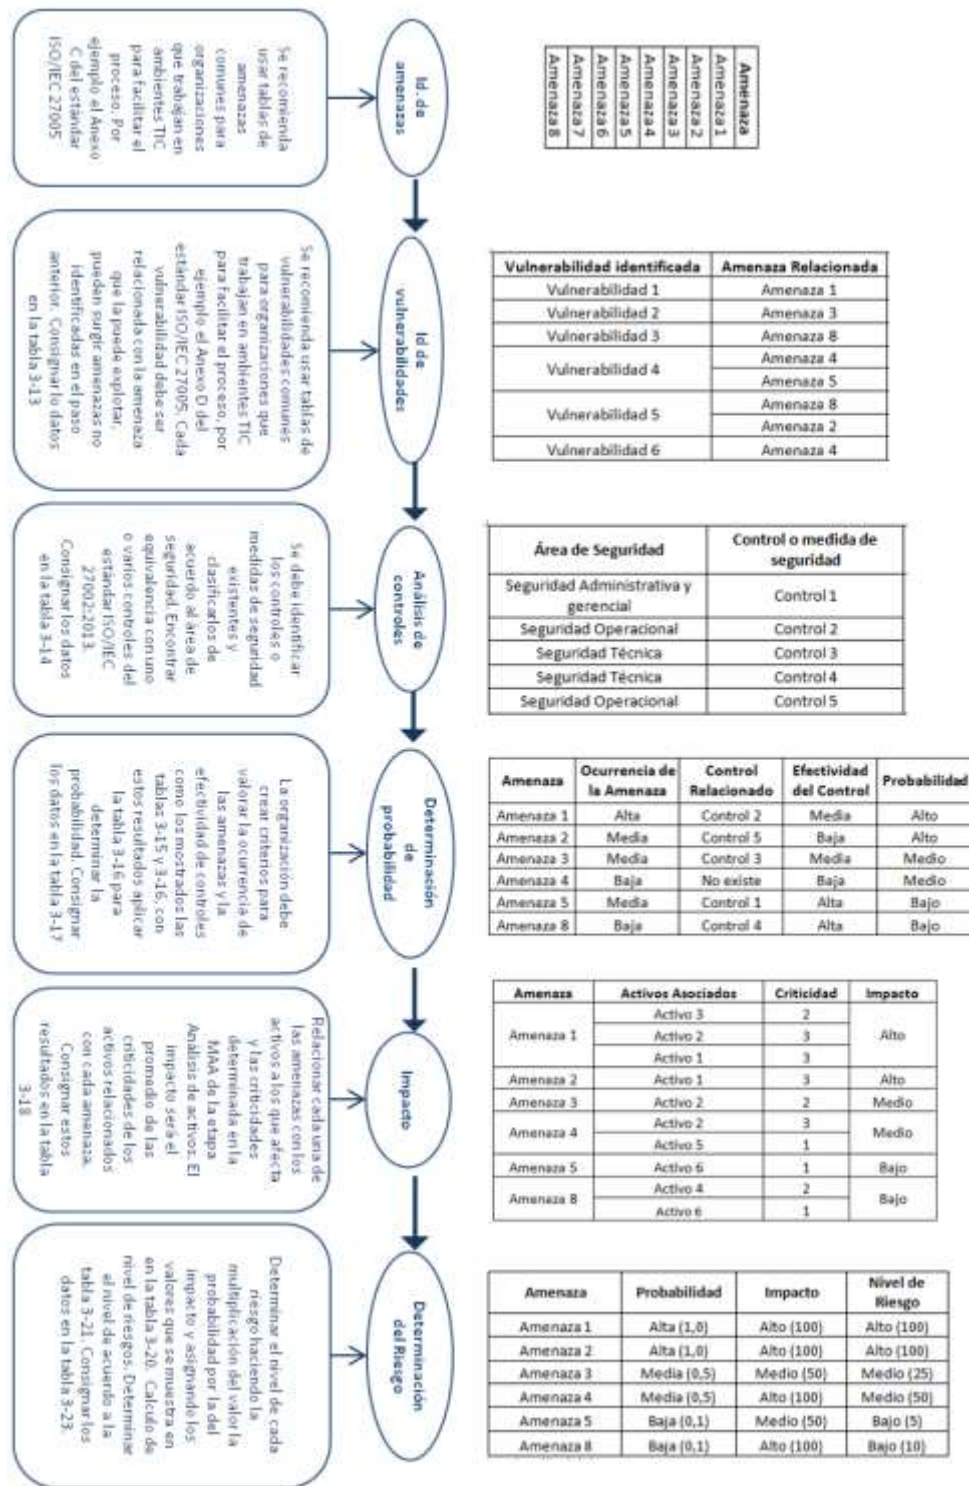 Id. de
amenazas
Se recomienda
usar tablas de
amenazas
comunes para
organizaciones
que trabajan en
ambientes TIC
para facilitar el
proceso. Por
ejemplo el Anexo
C del estándar
ISO/IEC 27005
Amenaza
Amenaza 1
Amenaza 2
Amenaza 3
Amenaza 4
Amenaza 5
Amenaza 6
Amenaza 7
Amenaza 8
Id de
vulnerabilidades
Se recomienda usar tablas de
vulnerabilidades comunes
para organizaciones que
trabajan en ambientes TIC
para facilitar el proceso, por
ejemplo el Anexo D del
estándar ISO/IEC 27005. Cada
vulnerabilidad debe ser
relacionada con la amenaza
que la puede explotar,
pueden surgir amenazas no
identificadas en el paso
anterior. Consignar lo datos
en la tabla 3-13
Vulnerabilidad identificada Amenaza Relacionada
Vulnerabilidad 1 Amenaza 1
Vulnerabilidad 2 Amenaza 3
Vulnerabilidad 3 Amenaza 8
Vulnerabilidad 4 Amenaza 4
Amenaza 5
Vulnerabilidad 5 Amenaza 8
Amenaza 2
Vulnerabilidad 6 Amenaza 4
Análisis de
controles
Se debe identificar
los controles o
medidas de seguridad
existentes y
clasificarlos de
acuerdo al área de
seguridad. Encontrar
equivalencia con uno
o varios controles del
estándar ISO/IEC
27002:2013.
Consignar los datos
en la tabla 3-14
Área de Seguridad Control o medida de
seguridad
Seguridad Administrativa y
gerencial Control 1
Seguridad Operacional Control 2
Seguridad Técnica Control 3
Seguridad Técnica Control 4
Seguridad Operacional Control 5
Determinación
de
probabilidad
La organización debe
crear criterios para
valorar la ocurrencia de
las amenazas y la
efectividad de controles
como los mostrados las
tablas 3-15 y 3-16, con
estos resultados aplicar
la tabla 3-16 para
determinar la
probabilidad. Consignar
los datos en la tabla 3-17
Amenaza Ocurrencia de
la Amenaza Control
Relacionado Efectividad
del Control Probabilidad
Amenaza 1 Alta Control 2 Media Alto
Amenaza 2 Media Control 5 Baja Alto
Amenaza 3 Media Control 3 Media Medio
Amenaza 4 Baja No existe Baja Medio
Amenaza 5 Media Control 1 Alta Bajo
Amenaza 8 Baja Control 4 Alta Bajo
Impacto
Relacionar cada una de
las amenazas con los
activos a los que afecta
y las criticidades
determinada en la
MAA de la etapa
Análisis de activos. El
impacto será el
promedio de las
criticidades de los
activos relacionados
con cada amenaza.
Consignar estos
resultados en la tabla
3-18
Amenaza Activos Asociados Criticidad Impacto
Amenaza 1 Activo 3 2 Alto
Activo 2 3
Activo 1 3
Amenaza 2 Activo 1 3 Alto
Amenaza 3 Activo 2 2 Medio
Amenaza 4 Activo 2 3 Medio
Activo 5 1
Amenaza 5 Activo 6 1 Bajo
Amenaza 8 Activo 4 2 Bajo
Activo 6 1
Determinación
del Riesgo
Determinar el nivel de cada
riesgo haciendo la
multiplicación del valor la
probabilidad por la del
impacto y asignando los
valores que se muestra en
en la tabla 3-20. Calculo de
nivel de riesgos. Determinar
el nivel de acuerdo a la
tabla 3-21. Consignar los
datos en la tabla 3-23.
Amenaza Probabilidad Impacto Nivel de
Riesgo
Amenaza 1 Alta (1,0) Alto (100) Alto (100)
Amenaza 2 Alta (1,0) Alto (100) Alto (100)
Amenaza 3 Media (0,5) Medio (50) Medio (25)
Amenaza 4 Media (0,5) Alto (100) Medio (50)
Amenaza 5 Baja (0,1) Medio (50) Bajo (5)
Amenaza 8 Baja (0,1) Alto (100) Bajo (10)